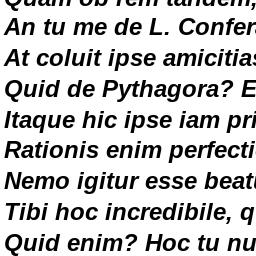 Quam ob rem tandem,
An tu me de L. Confer
At coluit ipse amicitias
Quid de Pythagora? E
Itaque hic ipse iam pri
Rationis enim perfecti
Nemo igitur esse beat
Tibi hoc incredibile, q
Quid enim? Hoc tu nu